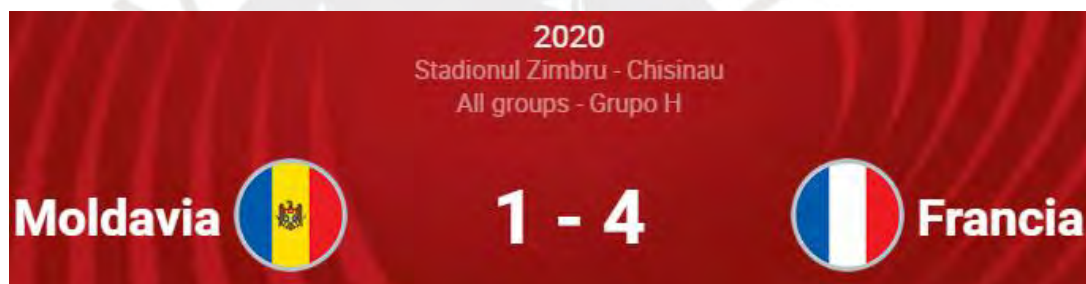 2020
Stadionul Zimbru - Chisinau
All groups - Grupo H
Moldavia 1 - 4 Francia